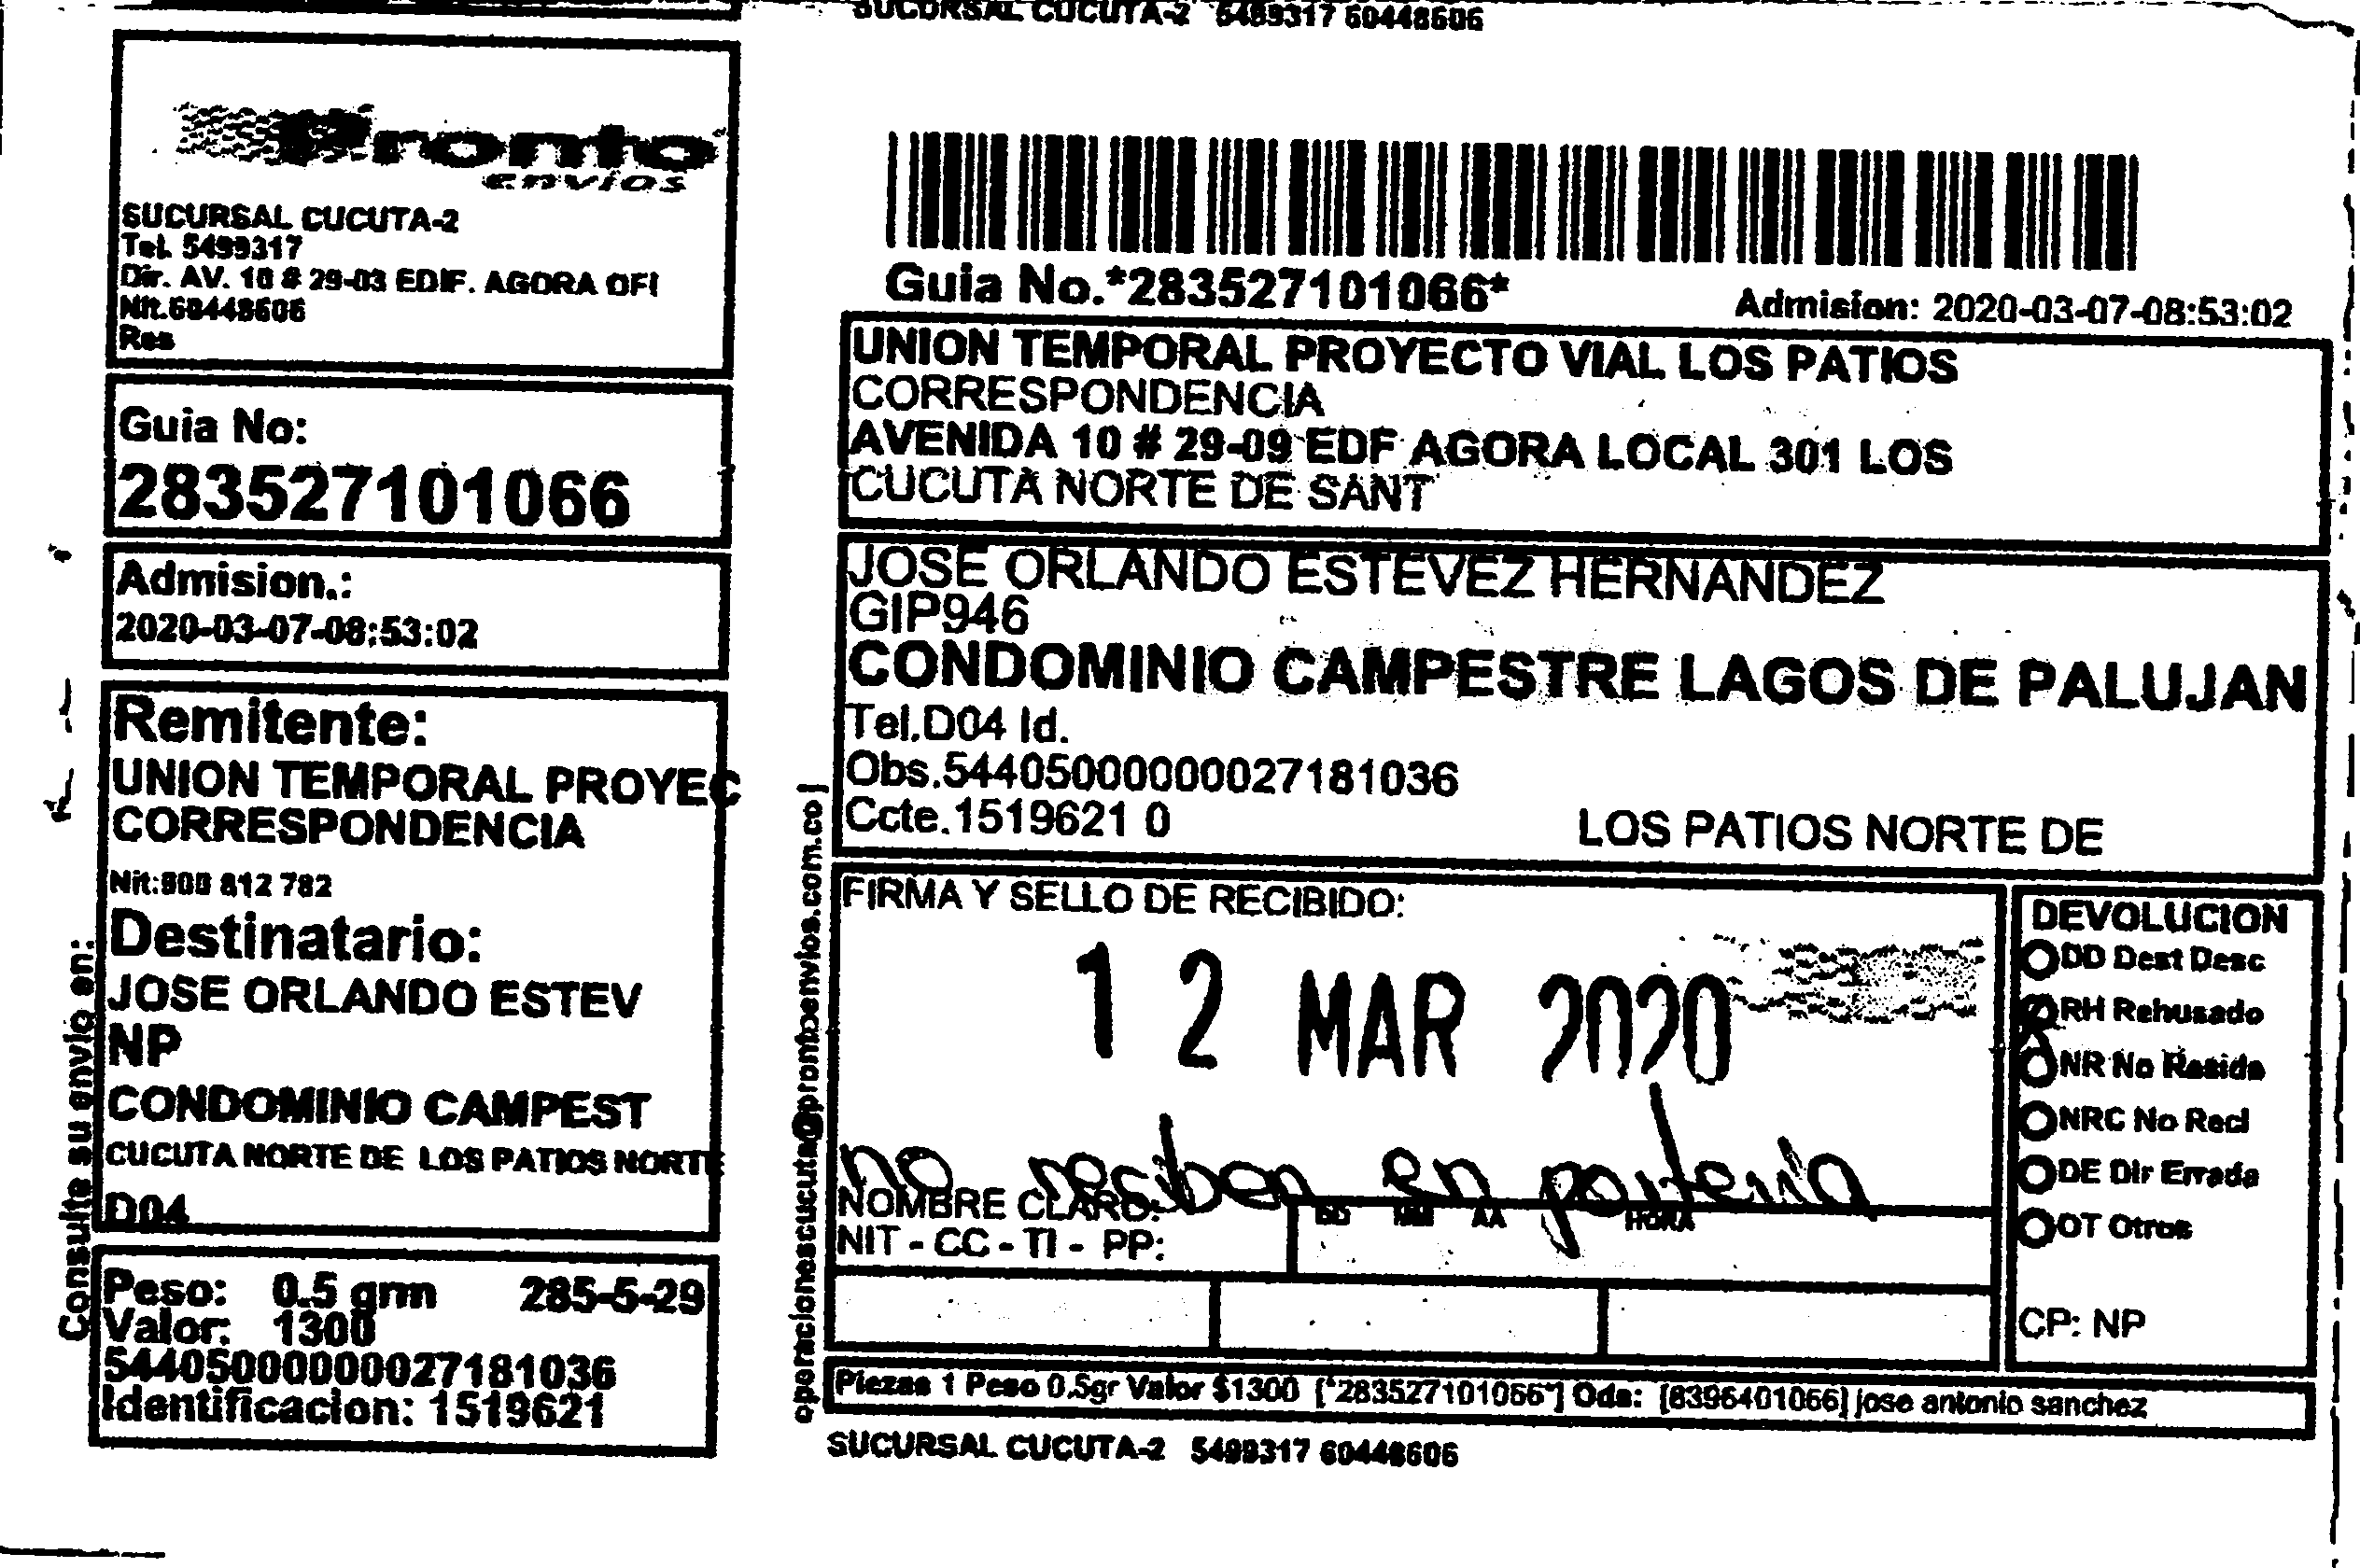 SUCURSAL CUCUTA-2 5499317 60448606
Pronto
envios
SUCURSAL CUCUTA-2
Tel. 5499317
Dir. AV. 10 # 29-03 EDIF. AGORA OFI
Nit.60448606
Res
Guia No:
283527101066
Admision.:
2020-03-07-08:53:02
Remitente:
UNION TEMPORAL PROYEC
CORRESPONDENCIA
Nit:900 812 782
Destinatario:
JOSE ORLANDO ESTEV
NP
CONDOMINIO CAMPEST
CUCUTA NORTE DE LOS PATIOS NORTE
D04
Peso: 0.5 grm 285-5-29
Valor: 1300
544050000000027181036
Identificacion: 1519621
Consulte su envio en:
operacionescucuta@prontoenvios.com.co |
Guia No.*283527101066*
Admision: 2020-03-07-08:53:02
UNION TEMPORAL PROYECTO VIAL LOS PATIOS
CORRESPONDENCIA
AVENIDA 10 # 29-09 EDF AGORA LOCAL 301 LOS
CUCUTA NORTE DE SANT
JOSE ORLANDO ESTEVEZ HERNANDEZ
GIP946
CONDOMINIO CAMPESTRE LAGOS DE PALUJAN
Tel.D04 Id.
Obs.544050000000027181036
Ccte.1519621 0
LOS PATIOS NORTE DE
FIRMA Y SELLO DE RECIBIDO:
12 MAR 2020
no reciben en porteria
NOMBRE CLARO:
DD MM AA HORA
NIT - CC - TI - PP:
DEVOLUCION
DD Dest Desc
RH Rehusado
NR No Reside
NRC No Recl
DE Dir Errada
OT Otros
CP: NP
Piezas 1 Peso 0.5gr Valor $1300 [*283527101066*] Ods: [8396401066] jose antonio sanchez
SUCURSAL CUCUTA-2 5499317 60448606